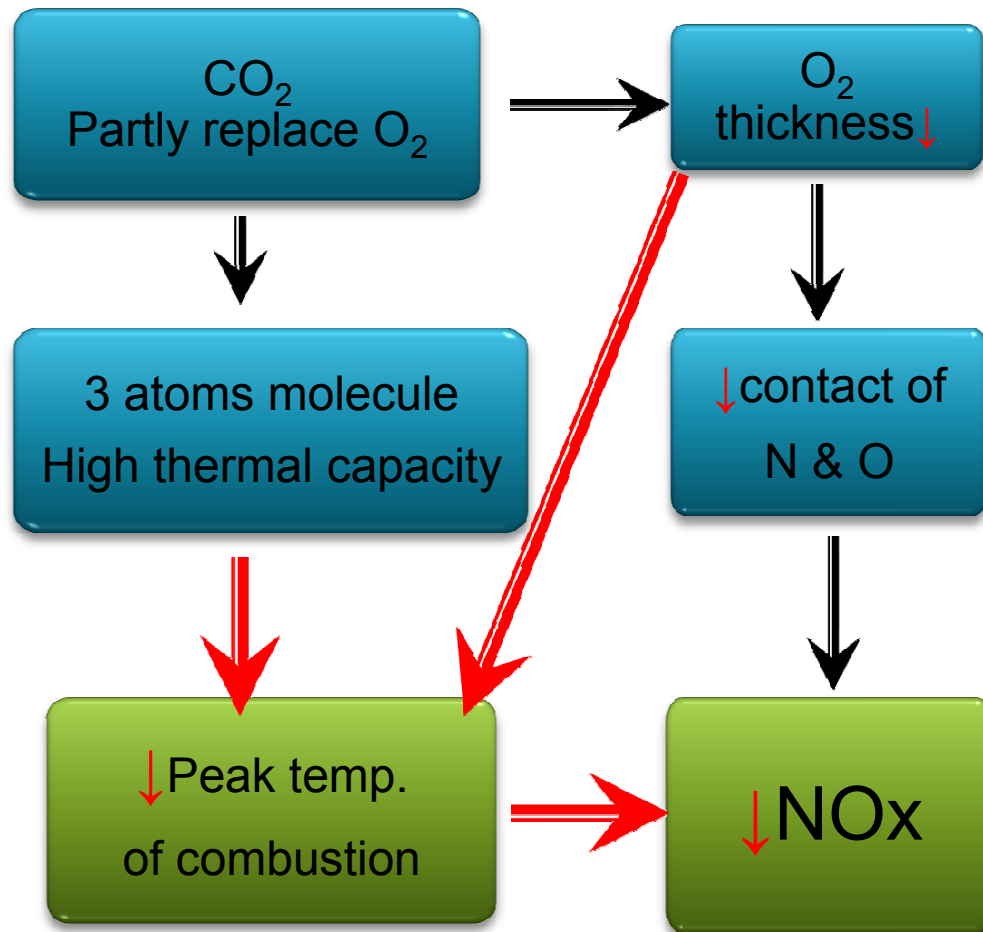 CO₂
Partly replace O₂
O₂
thickness↓
3 atoms molecule
High thermal capacity
↓contact of
N & O
↓Peak temp.
of combustion
↓NOx